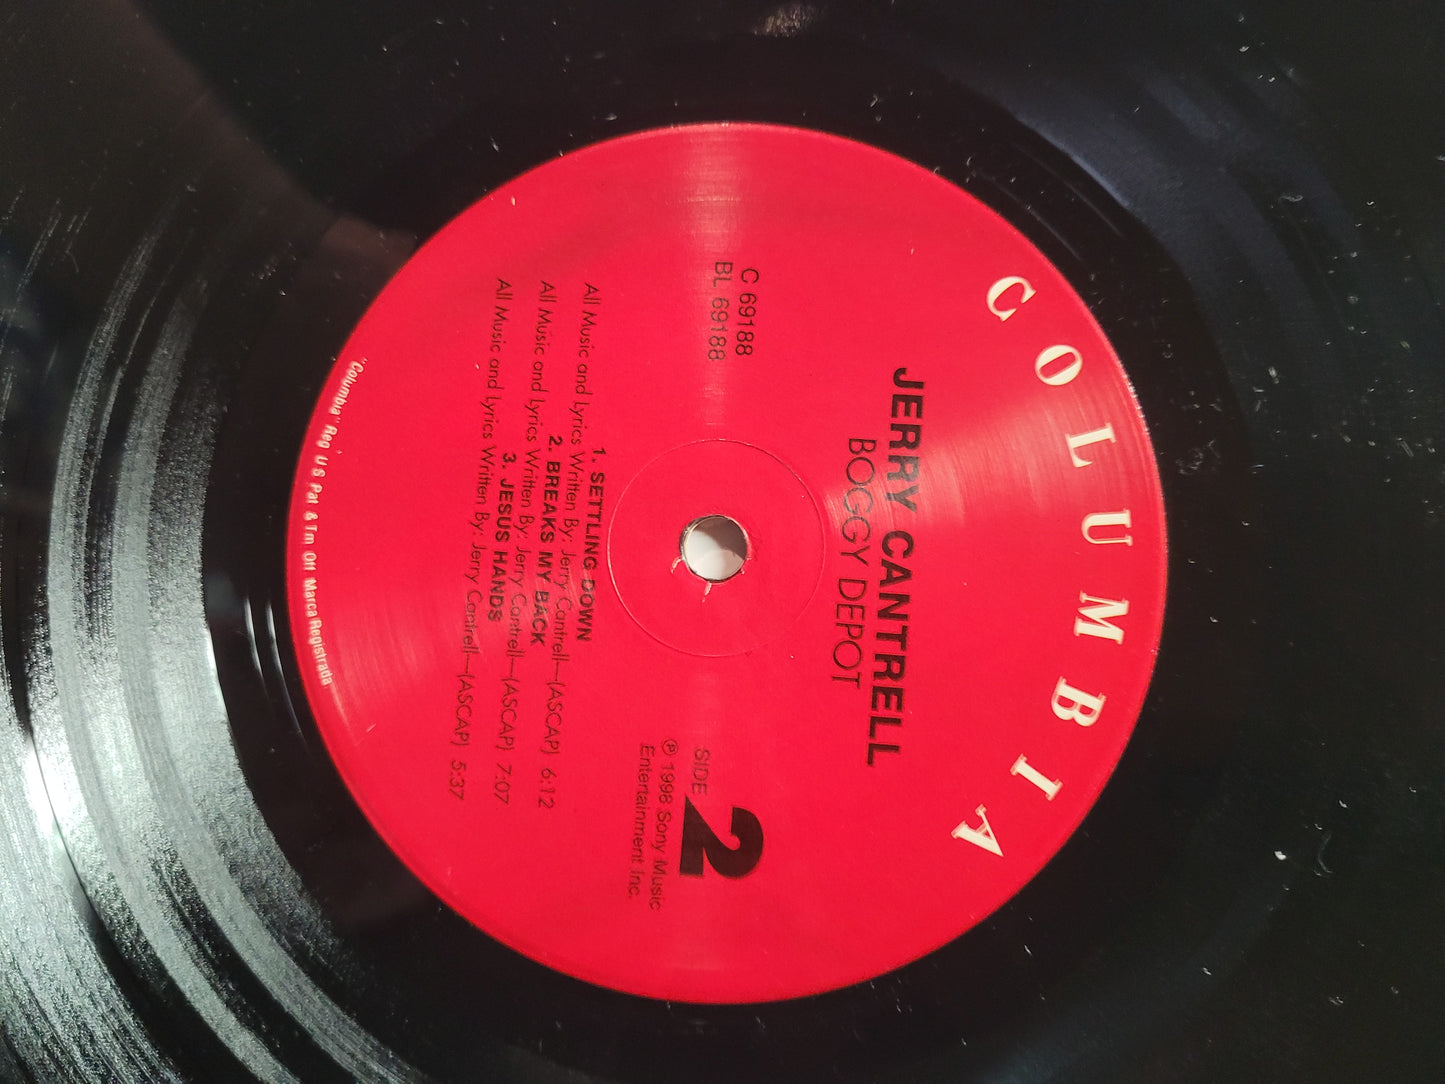 COLUMBIA
JERRY CANTRELL
BOGGY DEPOT
C 69188
BL 69188
SIDE 2
℗ 1998 Sony Music
Entertainment Inc.
1. SETTLING DOWN
All Music and Lyrics Written By: Jerry Cantrell—(ASCAP) 6:12
2. BREAKS MY BACK
All Music and Lyrics Written By: Jerry Cantrell—(ASCAP) 7:07
3. JESUS HANDS
All Music and Lyrics Written By: Jerry Cantrell—(ASCAP) 5:37
"Columbia" Reg U S Pat & Tm Off Marca Registrada